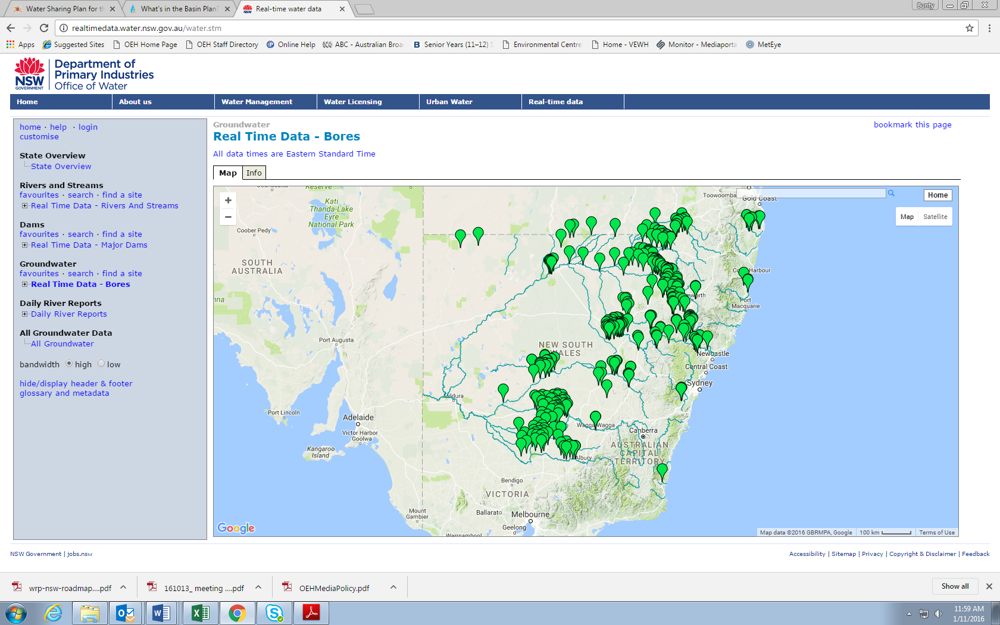 Water Sharing Plan for th
What's in the Basin Plan?
Real-time water data
Bunty
realtimedata.water.nsw.gov.au/water.stm
Apps
Suggested Sites
OEH Home Page
OEH Staff Directory
Online Help
ABC - Australian Broa
Senior Years (11–12) S
Environmental Centre
Home - VEWH
Monitor - Mediaporta
MetEye
NSW
GOVERNMENT
Department of
Primary Industries
Office of Water
Home
About us
Water Management
Water Licensing
Urban Water
Real-time data
home · help · login
customise
State Overview
State Overview
Rivers and Streams
favourites · search · find a site
Real Time Data - Rivers And Streams
Dams
favourites · search · find a site
Real Time Data - Major Dams
Groundwater
favourites · search · find a site
Real Time Data - Bores
Daily River Reports
Daily River Reports
All Groundwater Data
All Groundwater
bandwidth high low
hide/display header & footer
glossary and metadata
Groundwater
bookmark this page
Real Time Data - Bores
All data times are Eastern Standard Time
Map
Info
Home
Map
Satellite
Reserve
Kati
Thanda-Lake
Eyre
National Park
Coober Pedy
SOUTH
AUSTRALIA
Port Augusta
Port Lincoln
Adelaide
Victor Harbor
- Goolwa
Kangaroo
Island
Toowoomba
Gold Coast
Port
Macquarie
NEW SOUTH
WALES
Newcastle
Central Coast
Sydney
Mildura
Wagga Wagga
Canberra
AUSTRALIAN
CAPITAL
TERRITORY
Albury
Bendigo
VICTORIA
Ballarat
Melbourne
Geelong
Mount
Gambier
Warrnambool
Google
Map data ©2016 GBRMPA, Google
100 km
Terms of Use
NSW Government | jobs.nsw
Accessibility | Sitemap | Privacy | Copyright & Disclaimer | Feedback
wrp-nsw-roadmap....pdf
161013_ meeting ....pdf
OEHMediaPolicy.pdf
Show all
11:59 AM
1/11/2016